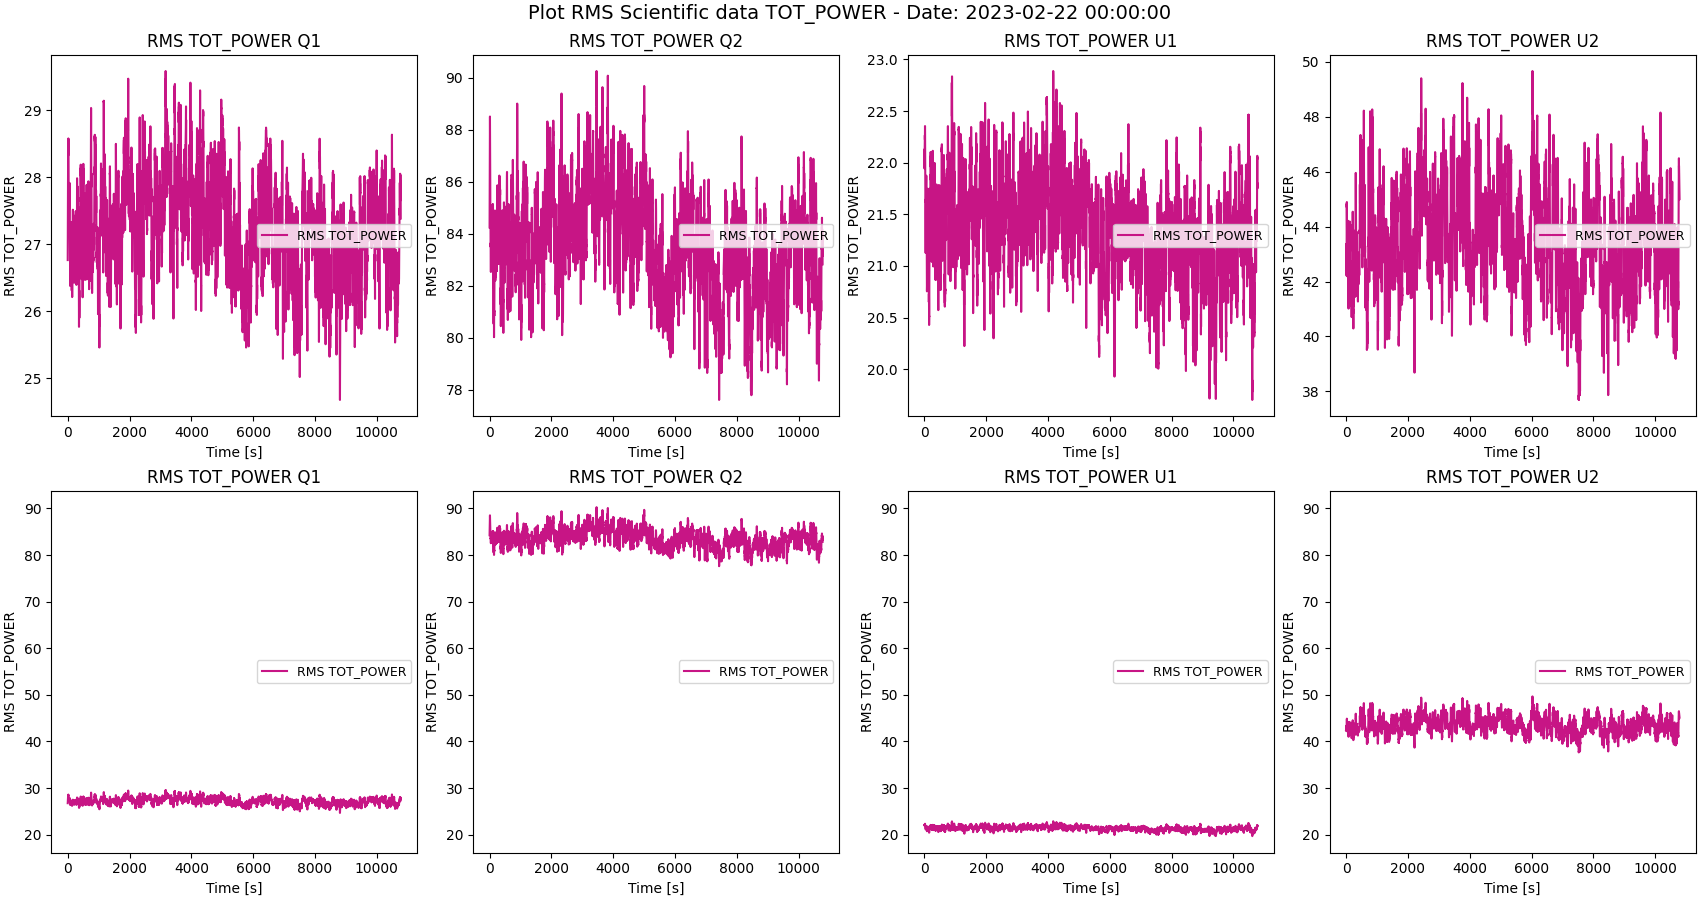 Plot RMS Scientific data TOT_POWER - Date: 2023-02-22 00:00:00
RMS TOT_POWER Q1
RMS TOT_POWER
29
28
27
26
25
RMS TOT_POWER
0 2000 4000 6000 8000 10000
Time [s]
RMS TOT_POWER Q2
RMS TOT_POWER
90
88
86
84
82
80
78
RMS TOT_POWER
0 2000 4000 6000 8000 10000
Time [s]
RMS TOT_POWER U1
RMS TOT_POWER
23.0
22.5
22.0
21.5
21.0
20.5
20.0
RMS TOT_POWER
0 2000 4000 6000 8000 10000
Time [s]
RMS TOT_POWER U2
RMS TOT_POWER
50
48
46
44
42
40
38
RMS TOT_POWER
0 2000 4000 6000 8000 10000
Time [s]
RMS TOT_POWER Q1
RMS TOT_POWER
90
80
70
60
50
40
30
20
RMS TOT_POWER
0 2000 4000 6000 8000 10000
Time [s]
RMS TOT_POWER Q2
RMS TOT_POWER
90
80
70
60
50
40
30
20
RMS TOT_POWER
0 2000 4000 6000 8000 10000
Time [s]
RMS TOT_POWER U1
RMS TOT_POWER
90
80
70
60
50
40
30
20
RMS TOT_POWER
0 2000 4000 6000 8000 10000
Time [s]
RMS TOT_POWER U2
RMS TOT_POWER
90
80
70
60
50
40
30
20
RMS TOT_POWER
0 2000 4000 6000 8000 10000
Time [s]